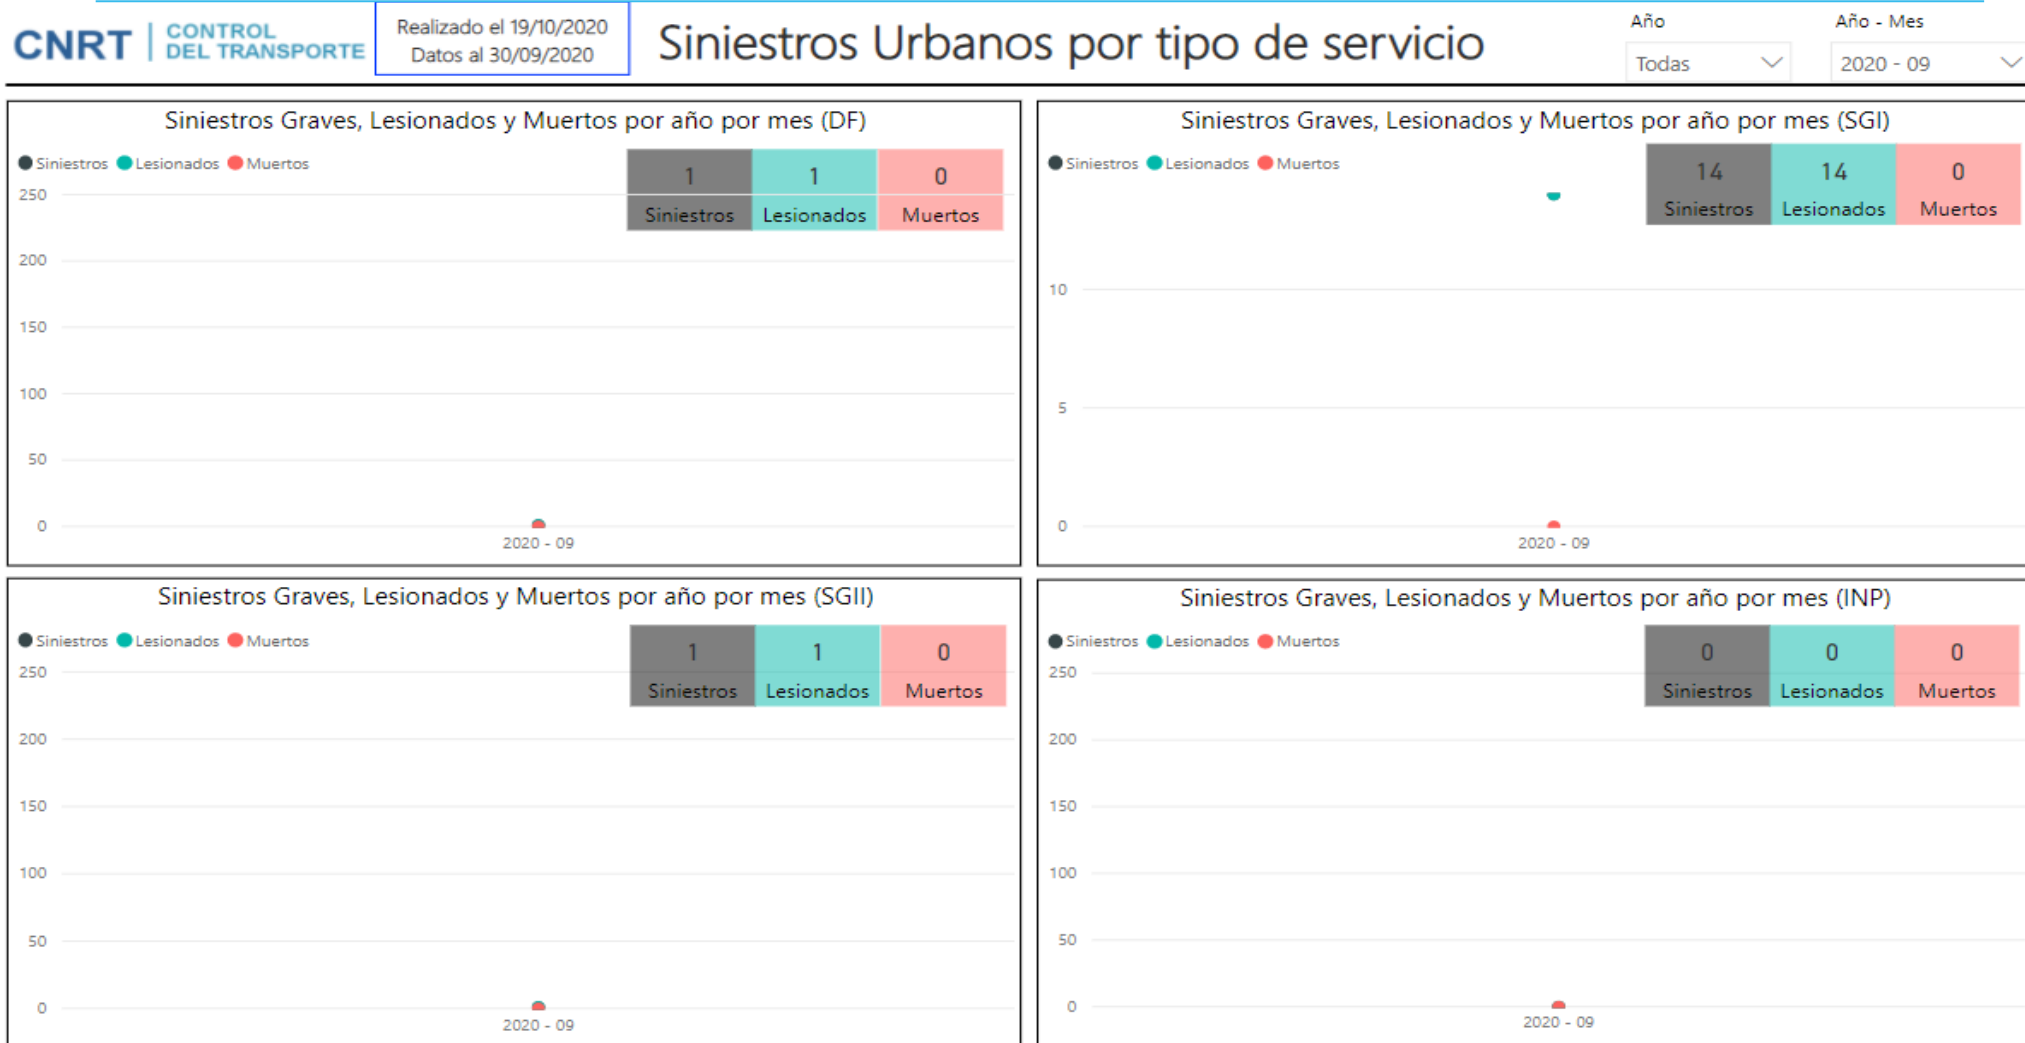 CNRT | CONTROL
DEL TRANSPORTE
Realizado el 19/10/2020
Datos al 30/09/2020
Siniestros Urbanos por tipo de servicio
Año
Todas
Año - Mes
2020 - 09
Siniestros Graves, Lesionados y Muertos por año por mes (DF)
Siniestros Lesionados Muertos
1 1 0
Siniestros Lesionados Muertos
250
200
150
100
50
0
2020 - 09
Siniestros Graves, Lesionados y Muertos por año por mes (SGI)
Siniestros Lesionados Muertos
14 14 0
Siniestros Lesionados Muertos
10
5
0
2020 - 09
Siniestros Graves, Lesionados y Muertos por año por mes (SGII)
Siniestros Lesionados Muertos
1 1 0
Siniestros Lesionados Muertos
250
200
150
100
50
0
2020 - 09
Siniestros Graves, Lesionados y Muertos por año por mes (INP)
Siniestros Lesionados Muertos
0 0 0
Siniestros Lesionados Muertos
250
200
150
100
50
0
2020 - 09